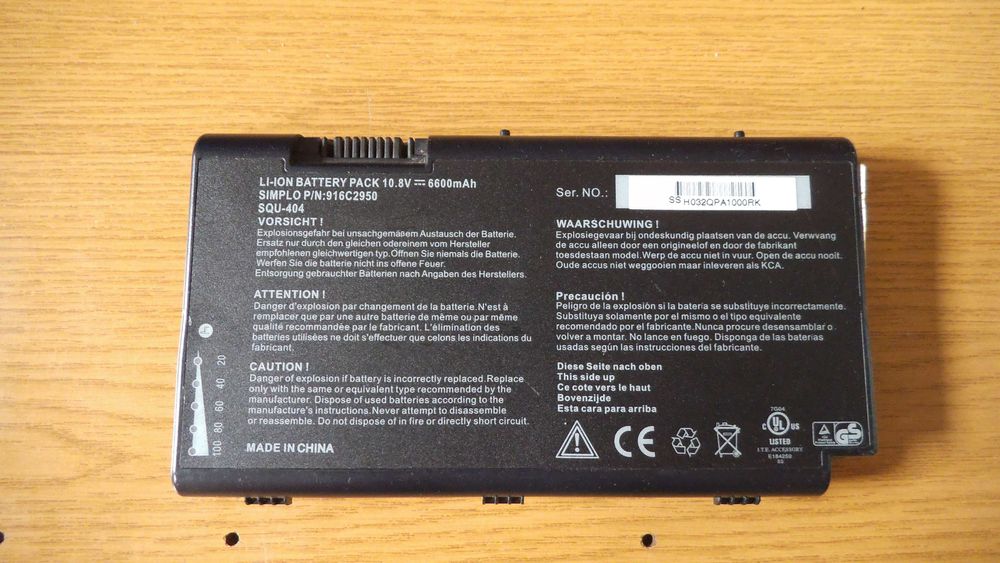 LI-ION BATTERY PACK 10.8V ⎓ 6600mAh
SIMPLO P/N:916C2950
SQU-404
VORSICHT !
Explosionsgefahr bei unsachgemäßem Austausch der Batterie.
Ersatz nur durch den gleichen odereinem vom Hersteller
empfohlenen gleichwertigen typ.Öffnen Sie niemals die Batterie.
Werfen Sie die batterie nicht ins offene Feuer.
Entsorgung gebrauchter Batterien nach Angaben des Herstellers.
ATTENTION !
Danger d'explosion par changement de la batterie.N'est à
remplacer que par une autre batterie de même ou par même
qualité recommandée par le fabricant. L'élimination des
batteries utilisées ne doit s'effectuer que celons les indications du
fabricant.
CAUTION !
Danger of explosion if battery is incorrectly replaced.Replace
only with the same or equivalent type recommended by the
manufacturer. Dispose of used batteries according to the
manufacturer's instructions.Never attempt to disassemble
or reassemble. Do not dispose of in fire or directly short circuit.
MADE IN CHINA
20
40
60
80
100
Ser. NO.:
SS H032QPA1000RK
WAARSCHUWING !
Explosiegevaar bij ondeskundig plaatsen van de accu. Verwvang
de accu alleen door een origineelof en door de fabrikant
toesdestaan model.Werp de accu niet in vuur. Open de accu nooit.
Oude accus niet weggooien maar inleveren als KCA.
Precaución !
Peligro de la explosión si la bateria se substituye incorrectamente.
Substituya solamente por el mismo o el tipo equivalente
recomendado por el fabricante.Nunca procure desensamblar o
volver a montar. No lance en fuego. Disponga de las baterias
usadas según las instrucciones del fabricante.
Diese Seite nach oben
This side up
Ce cote vers le haut
Bovenzijde
Esta cara para arriba
CE
7G04
C UL US
LISTED
I.T.E. ACCESSORY
E184250
S0
GS